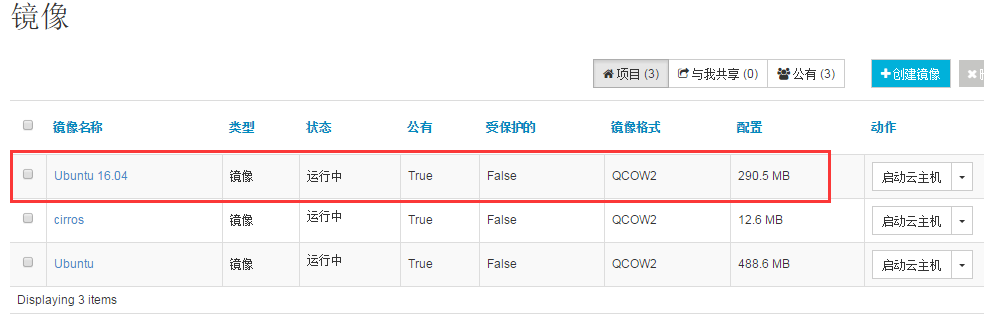 镜像
项目 (3) 与我共享 (0) 公有 (3) 创建镜像
镜像名称 类型 状态 公有 受保护的 镜像格式 配置 动作
Ubuntu 16.04 镜像 运行中 True False QCOW2 290.5 MB 启动云主机
cirros 镜像 运行中 True False QCOW2 12.6 MB 启动云主机
Ubuntu 镜像 运行中 True False QCOW2 488.6 MB 启动云主机
Displaying 3 items